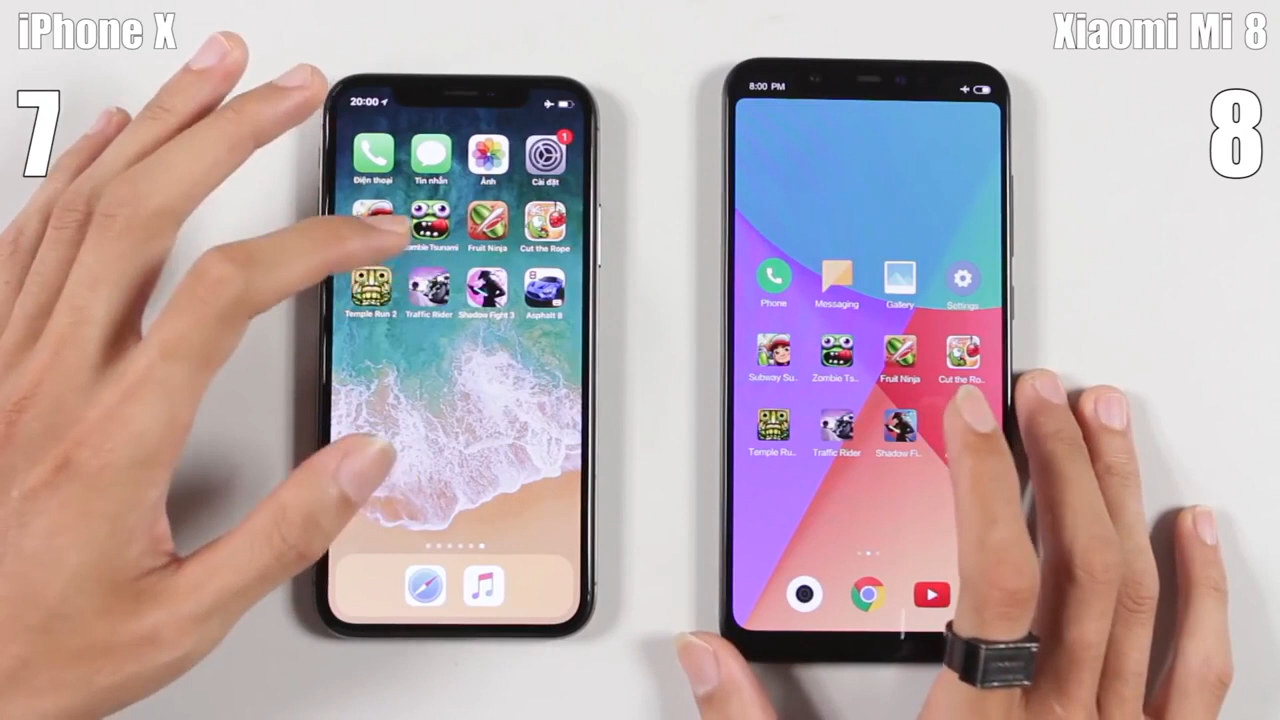 iPhone X
Xiaomi Mi 8
7
8
20:00
1
Điện thoại
Tin nhắn
Ảnh
Cài đặt
Zombie Tsunami
Fruit Ninja
Cut the Rope
Temple Run 2
Traffic Rider
Shadow Fight 3
Asphalt 8
8:00 PM
Phone
Messaging
Gallery
Settings
Subway Su..
Zombie Ts..
Fruit Ninja
Cut the Ro..
Temple Ru..
Traffic Rider
Shadow Fi..